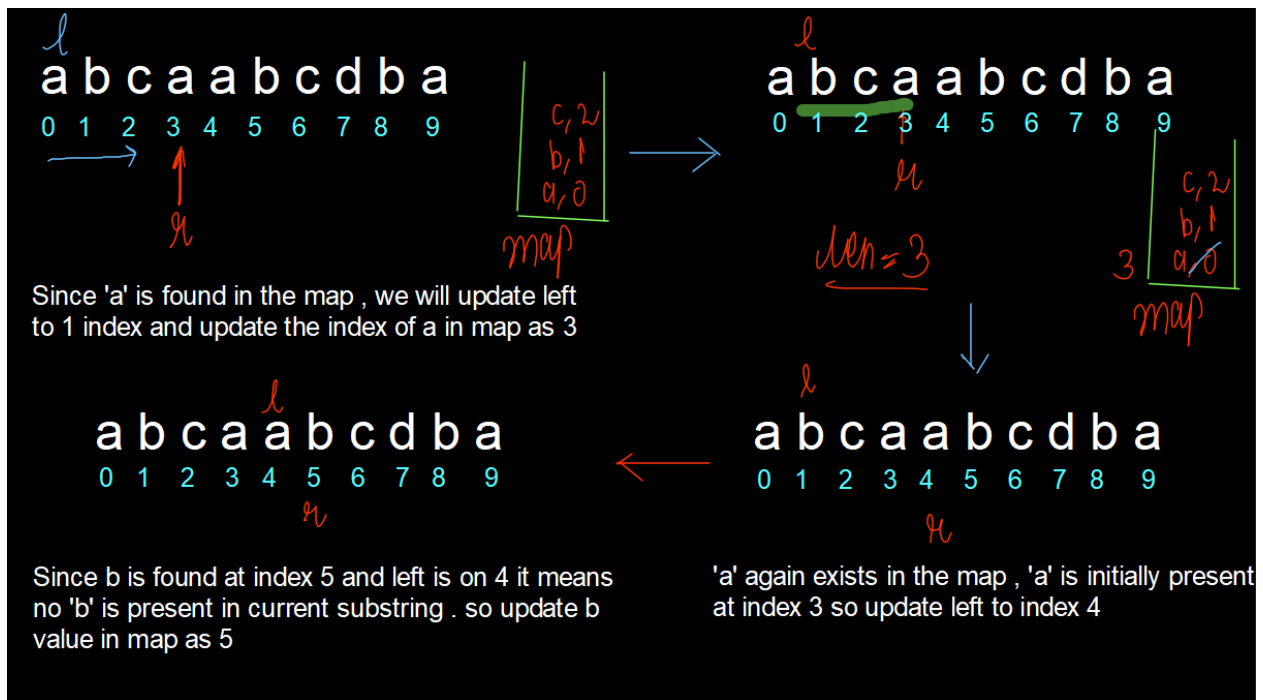 l
a b c a a b c d b a
0 1 2 3 4 5 6 7 8 9
r
c, 2
b, 1
a, 0
map
Since 'a' is found in the map , we will update left
to 1 index and update the index of a in map as 3
l
a b c a a b c d b a
0 1 2 3 4 5 6 7 8 9
r
len = 3
c, 2
b, 1
3 a, 0
map
l
a b c a a b c d b a
0 1 2 3 4 5 6 7 8 9
r
'a' again exists in the map , 'a' is initially present
at index 3 so update left to index 4
l
a b c a a b c d b a
0 1 2 3 4 5 6 7 8 9
r
Since b is found at index 5 and left is on 4 it means
no 'b' is present in current substring . so update b
value in map as 5